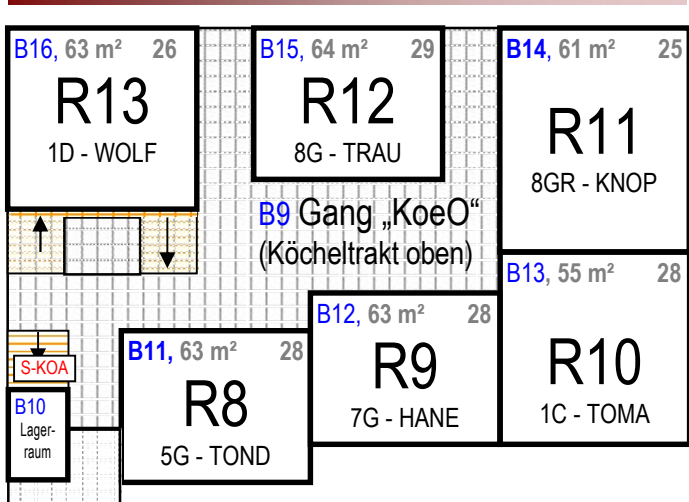 B16, 63 m² 26
R13
1D - WOLF
B15, 64 m² 29
R12
8G - TRAU
B14, 61 m² 25
R11
8GR - KNOP
B9 Gang „KoeO“
(Köcheltrakt oben)
B13, 55 m² 28
R10
1C - TOMA
B12, 63 m² 28
R9
7G - HANE
B11, 63 m² 28
R8
5G - TOND
S-KOA
B10
Lager-
raum